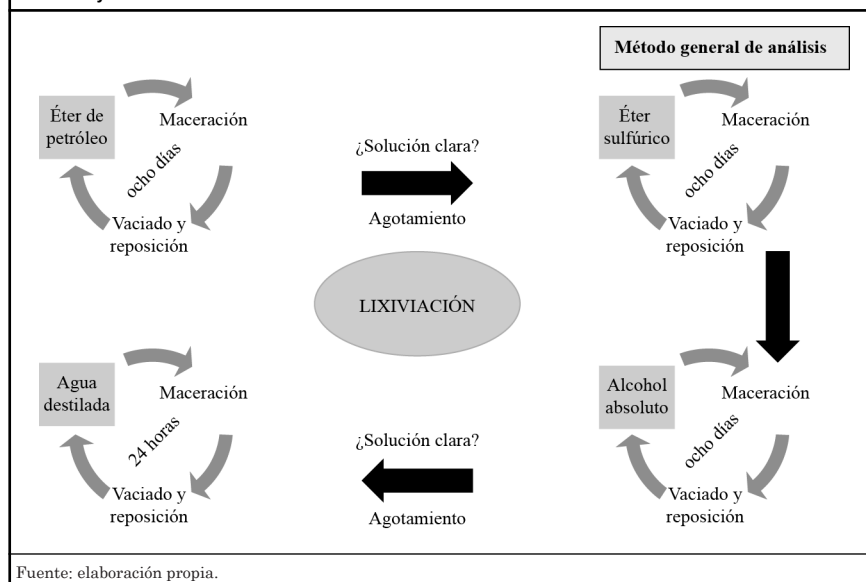 Método general de análisis
Éter de
petróleo
Maceración
ocho días
Vaciado y
reposición
¿Solución clara?
Agotamiento
Éter
sulfúrico
Maceración
ocho días
Vaciado y
reposición
LIXIVIACIÓN
Agua
destilada
Maceración
24 horas
Vaciado y
reposición
¿Solución clara?
Agotamiento
Alcohol
absoluto
Maceración
ocho días
Vaciado y
reposición
Fuente: elaboración propia.